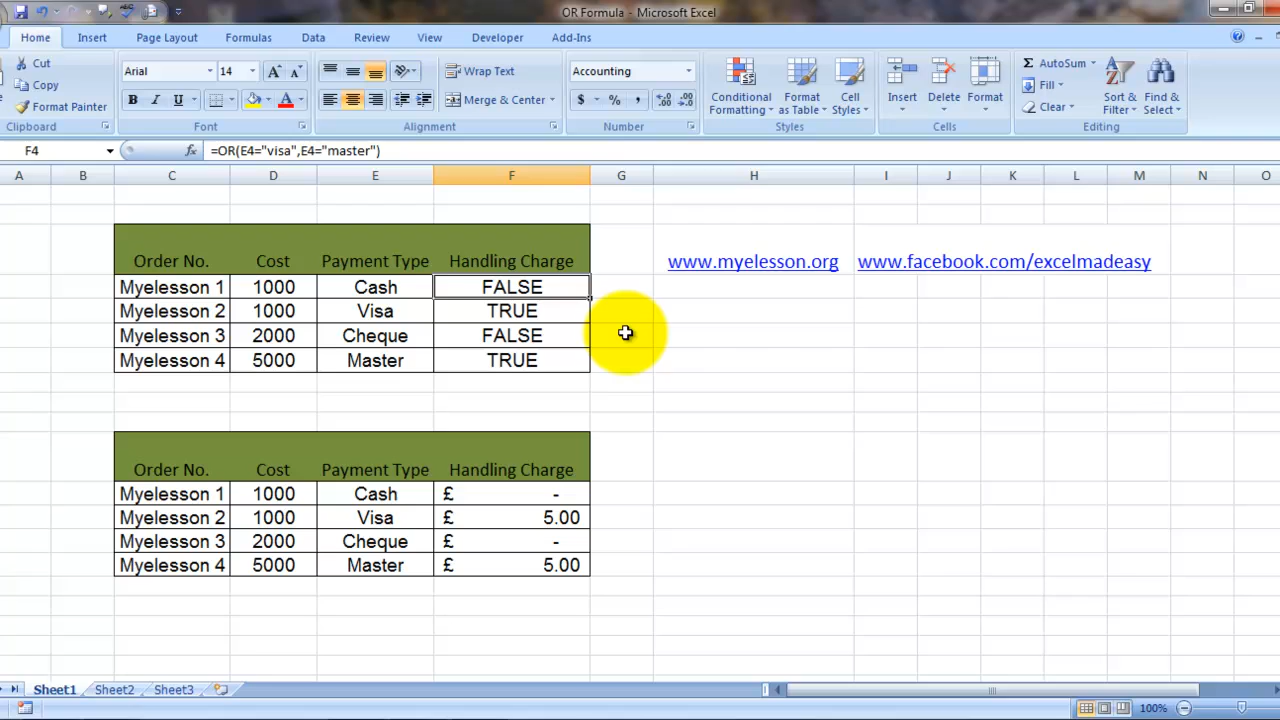 OR Formula - Microsoft Excel
Home Insert Page Layout Formulas Data Review View Developer Add-Ins
Cut
Copy
Format Painter
Clipboard
Arial 14
B I U A
Font
Wrap Text
Merge & Center
Alignment
Accounting
$ % ,
Number
Conditional Formatting
Format as Table
Cell Styles
Styles
Insert Delete Format
Cells
Σ AutoSum
Fill
Clear
Sort & Filter
Find & Select
Editing
F4 fx =OR(E4="visa",E4="master")
A B C D E F G H I J K L M N O
Order No. Cost Payment Type Handling Charge www.myelesson.org www.facebook.com/excelmadeasy
Myelesson 1 1000 Cash FALSE
Myelesson 2 1000 Visa TRUE
Myelesson 3 2000 Cheque FALSE
Myelesson 4 5000 Master TRUE
Order No. Cost Payment Type Handling Charge
Myelesson 1 1000 Cash £ -
Myelesson 2 1000 Visa £ 5.00
Myelesson 3 2000 Cheque £ -
Myelesson 4 5000 Master £ 5.00
Sheet1 Sheet2 Sheet3
100%